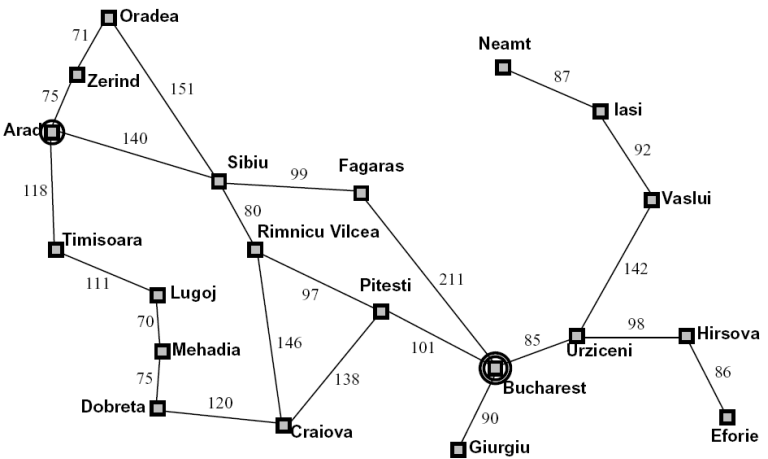 Oradea
71
Neamt
87
Zerind
151
75
Iasi
Arad
140
92
Sibiu
99
Fagaras
118
80
Vaslui
Timisoara
Rimnicu Vilcea
111
Lugoj
97
Pitesti
211
142
70
146
101
85
98
Hirsova
Mehadia
Urziceni
75
138
86
Bucharest
Dobreta
120
90
Craiova
Eforie
Giurgiu